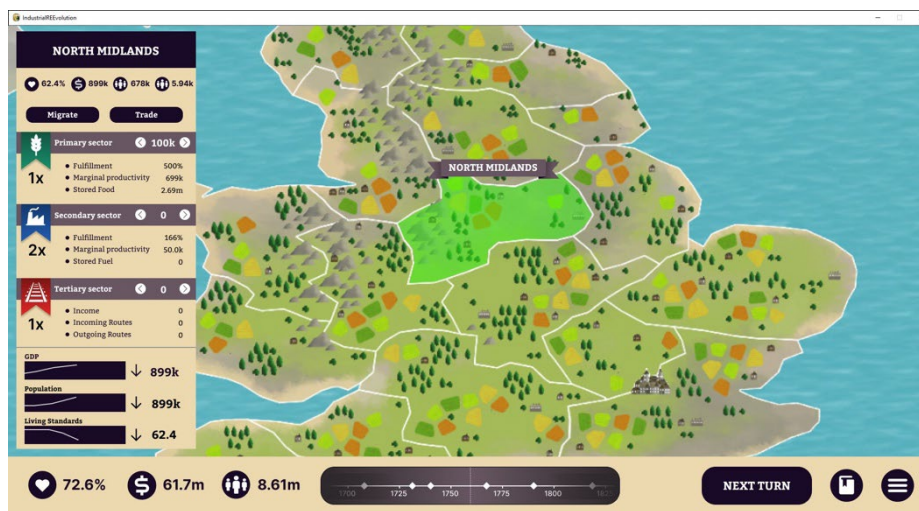 IndustrialREEvolution
NORTH MIDLANDS
62.4% 899k 678k 5.94k
Migrate Trade
Primary sector 100k
1x
Fulfillment 500%
Marginal productivity 699k
Stored Food 2.69m
Secondary sector 0
2x
Fulfillment 166%
Marginal productivity 50.0k
Stored Fuel 0
Tertiary sector 0
1x
Income 0
Incoming Routes 0
Outgoing Routes 0
GDP
899k
Population
899k
Living Standards
62.4
NORTH MIDLANDS
72.6% 61.7m 8.61m
1700 1725 1750 1775 1800 1825
NEXT TURN